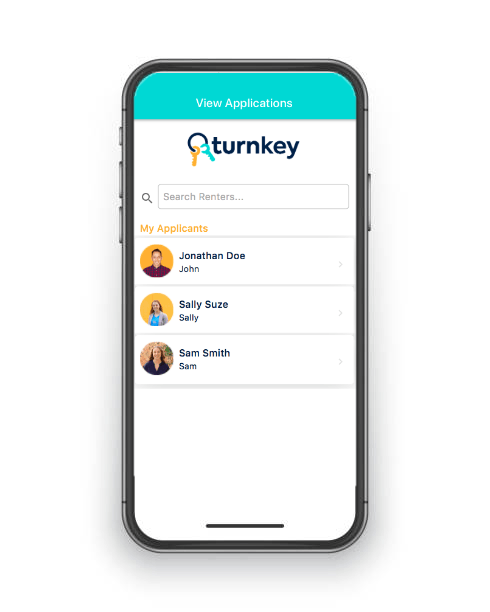 View Applications
turnkey
Search Renters...
My Applicants
Jonathan Doe
John
Sally Suze
Sally
Sam Smith
Sam